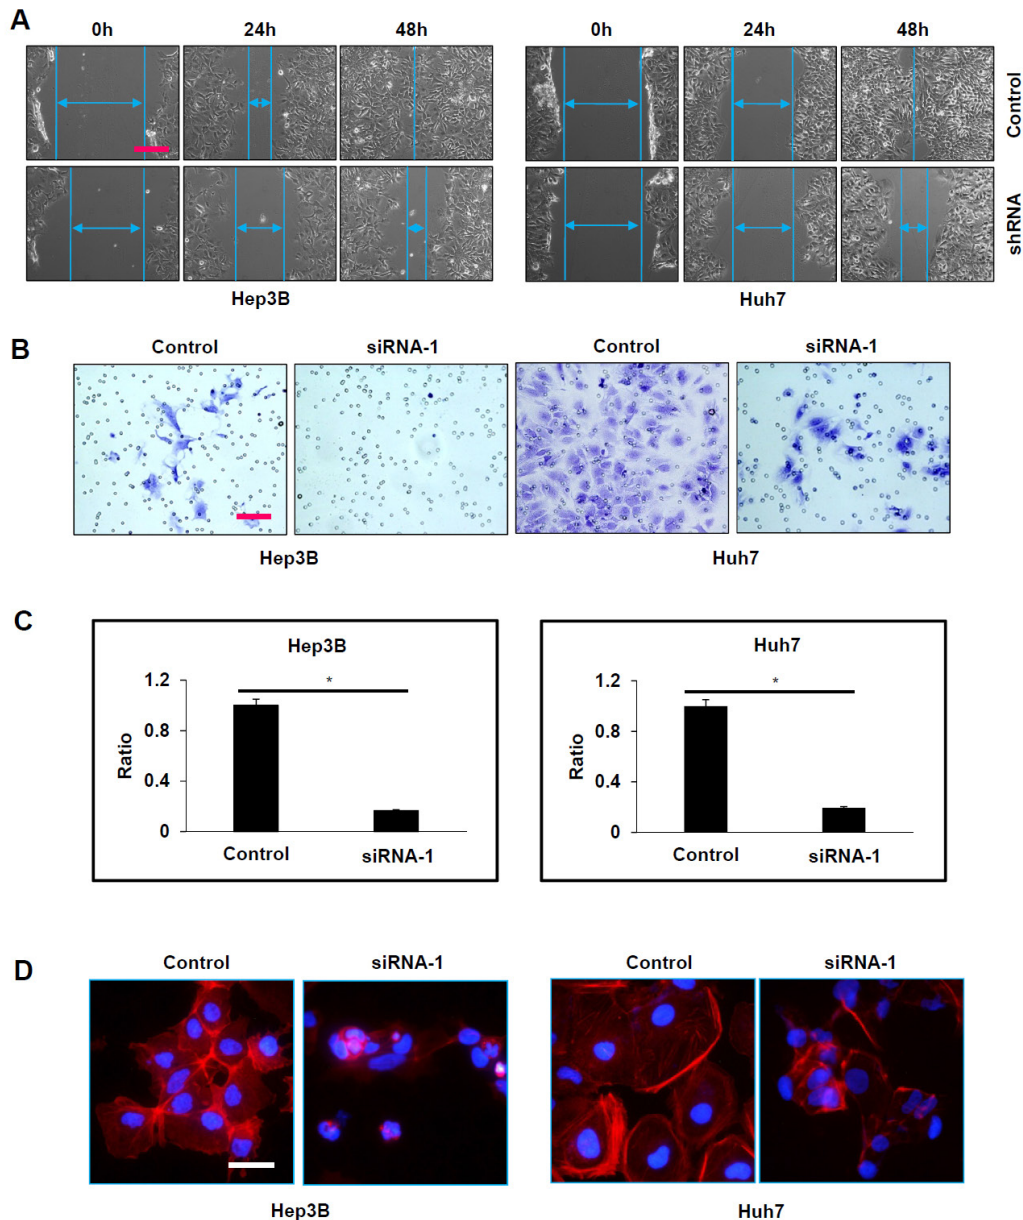 A
0h 24h 48h 0h 24h 48h
Control
shRNA
Hep3B Huh7
B
Control siRNA-1 Control siRNA-1
Hep3B Huh7
C
Hep3B Huh7
1.2 * 1.2 *
0.8 0.8
Ratio Ratio
0.4 0.4
0 0
Control siRNA-1 Control siRNA-1
D
Control siRNA-1 Control siRNA-1
Hep3B Huh7